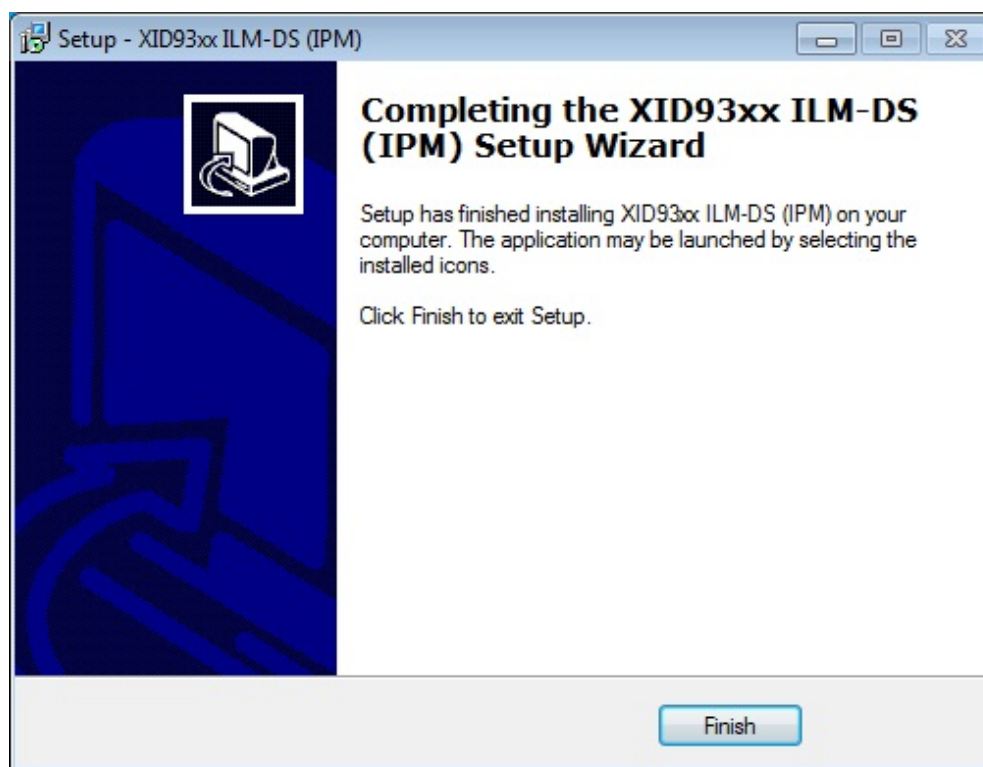 Setup - XID93xx ILM-DS (IPM)
Completing the XID93xx ILM-DS
(IPM) Setup Wizard
Setup has finished installing XID93xx ILM-DS (IPM) on your
computer. The application may be launched by selecting the
installed icons.
Click Finish to exit Setup.
Finish